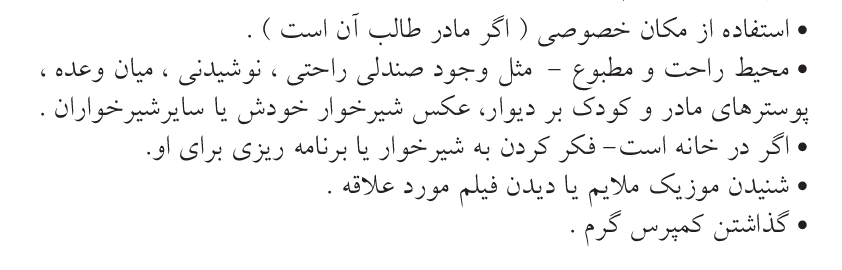 • استفاده از مکان خصوصی ( اگر مادر طالب آن است ) .
• محیط راحت و مطبوع – مثل وجود صندلی راحتی ، نوشیدنی ، میان وعده ،
پوسترهای مادر و کودک بر دیوار، عکس شیرخوار خودش یا سایرشیرخواران .
• اگر در خانه است– فکر کردن به شیرخوار یا برنامه ریزی برای او.
• شنیدن موزیک ملایم یا دیدن فیلم مورد علاقه .
• گذاشتن کمپرس گرم .